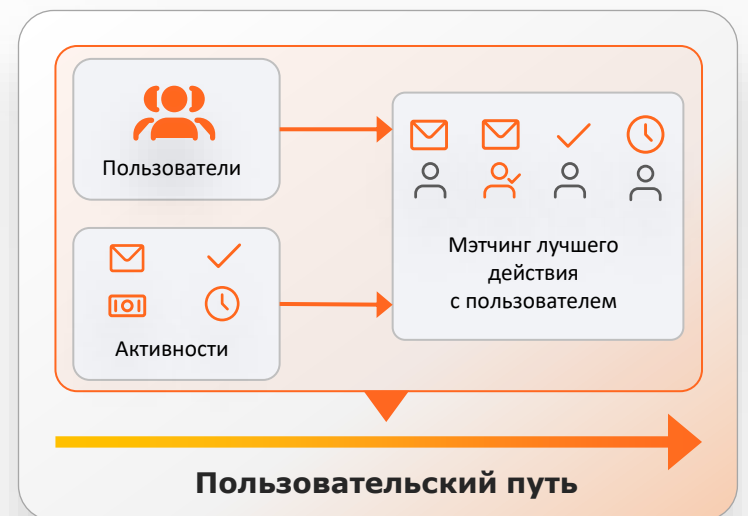 Пользователи
Активности
Мэтчинг лучшего
действия
с пользователем
Пользовательский путь